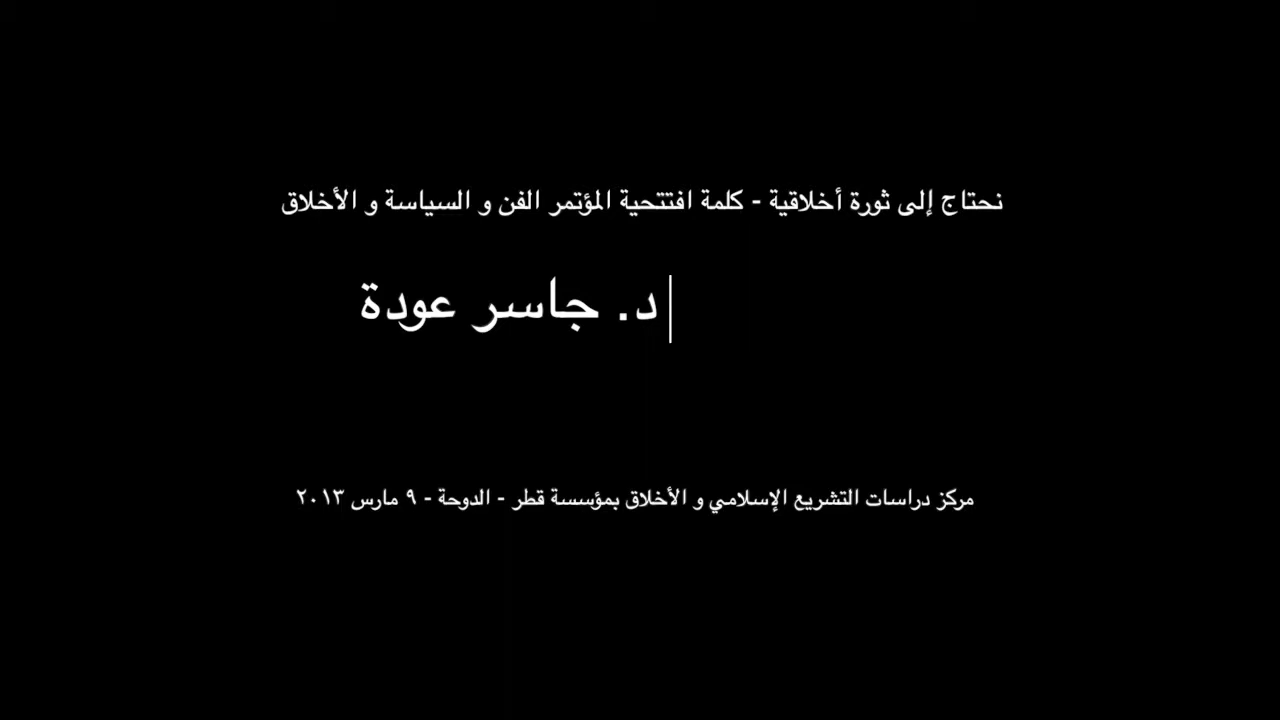 نحتاج إلى ثورة أخلاقية - كلمة افتتحية المؤتمر الفن و السياسة و الأخلاق
د. جاسر عودة
مركز دراسات التشريع الإسلامي و الأخلاق بمؤسسة قطر - الدوحة - ٩ مارس ٢٠١٣